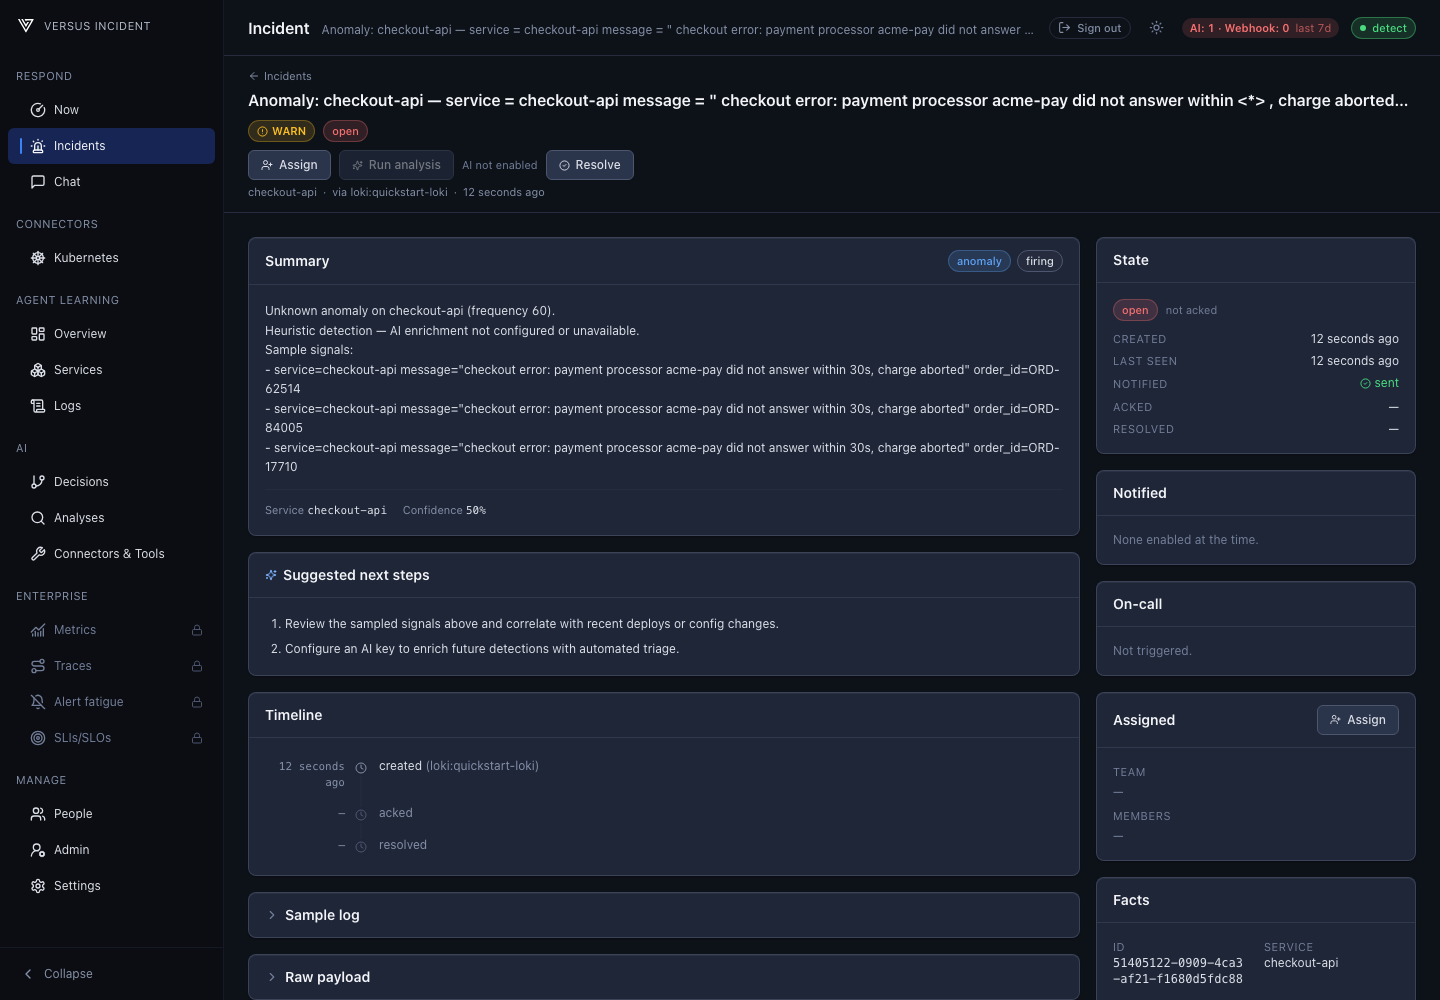 VERSUS INCIDENT
RESPOND
Now
Incidents
Chat
CONNECTORS
Kubernetes
AGENT LEARNING
Overview
Services
Logs
AI
Decisions
Analyses
Connectors & Tools
ENTERPRISE
Metrics
Traces
Alert fatigue
SLIs/SLOs
MANAGE
People
Admin
Settings
Collapse
Incident Anomaly: checkout-api — service = checkout-api message = " checkout error: payment processor acme-pay did not answer ...
Sign out
AI: 1 · Webhook: 0 last 7d
detect
Incidents
Anomaly: checkout-api — service = checkout-api message = " checkout error: payment processor acme-pay did not answer within <*> , charge aborted...
WARN open
Assign Run analysis AI not enabled Resolve
checkout-api · via loki:quickstart-loki · 12 seconds ago
Summary anomaly firing
Unknown anomaly on checkout-api (frequency 60).
Heuristic detection — AI enrichment not configured or unavailable.
Sample signals:
- service=checkout-api message="checkout error: payment processor acme-pay did not answer within 30s, charge aborted" order_id=ORD-
62514
- service=checkout-api message="checkout error: payment processor acme-pay did not answer within 30s, charge aborted" order_id=ORD-
84005
- service=checkout-api message="checkout error: payment processor acme-pay did not answer within 30s, charge aborted" order_id=ORD-
17710
Service checkout-api Confidence 50%
Suggested next steps
1. Review the sampled signals above and correlate with recent deploys or config changes.
2. Configure an AI key to enrich future detections with automated triage.
Timeline
12 seconds ago created (loki:quickstart-loki)
— acked
— resolved
Sample log
Raw payload
State
open not acked
CREATED 12 seconds ago
LAST SEEN 12 seconds ago
NOTIFIED sent
ACKED —
RESOLVED —
Notified
None enabled at the time.
On-call
Not triggered.
Assigned Assign
TEAM
—
MEMBERS
—
Facts
ID
51405122-0909-4ca3
-af21-f1680d5fdc88
SERVICE
checkout-api